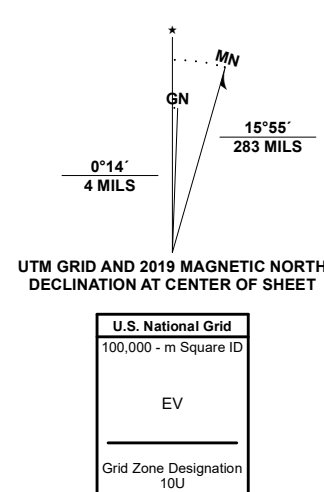 ★
MN
GN
15°55´
283 MILS
0°14´
4 MILS
UTM GRID AND 2019 MAGNETIC NORTH
DECLINATION AT CENTER OF SHEET
U.S. National Grid
100,000 - m Square ID
EV
Grid Zone Designation
10U